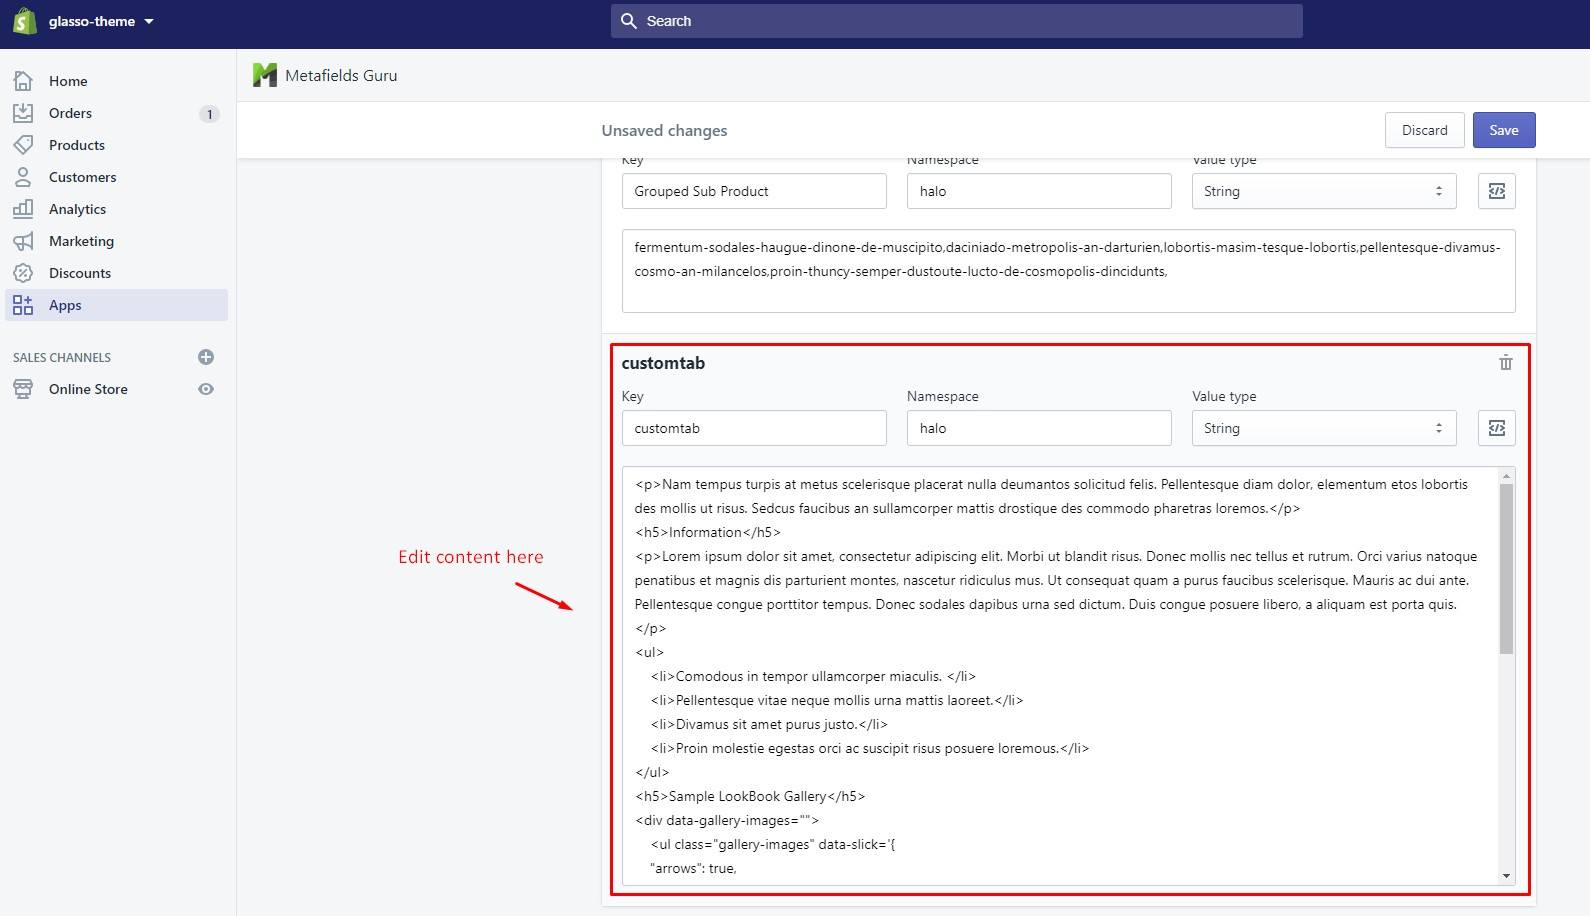 glasso-theme
Search
Home
Orders
1
Products
Customers
Analytics
Marketing
Discounts
Apps
SALES CHANNELS
Online Store
Metafields Guru
Unsaved changes
Discard
Save
Key
Namespace
Value type
Grouped Sub Product
halo
String
fermentum-sodales-haugue-dinone-de-muscipito,daciniado-metropolis-an-darturien,lobortis-masim-tesque-lobortis,pellentesque-divamus-
cosmo-an-milancelos,proin-thuncy-semper-dustoute-lucto-de-cosmopolis-dincidunts,
customtab
Key
Namespace
Value type
customtab
halo
String
Edit content here
<p>Nam tempus turpis at metus scelerisque placerat nulla deumantos solicitud felis. Pellentesque diam dolor, elementum etos lobortis
des mollis ut risus. Sedcus faucibus an sullamcorper mattis drostique des commodo pharetras loremos.</p>
<h5>Information</h5>
<p>Lorem ipsum dolor sit amet, consectetur adipiscing elit. Morbi ut blandit risus. Donec mollis nec tellus et rutrum. Orci varius natoque
penatibus et magnis dis parturient montes, nascetur ridiculus mus. Ut consequat quam a purus faucibus scelerisque. Mauris ac dui ante.
Pellentesque congue porttitor tempus. Donec sodales dapibus urna sed dictum. Duis congue posuere libero, a aliquam est porta quis.
</p>
<ul>
<li>Comodous in tempor ullamcorper miaculis. </li>
<li>Pellentesque vitae neque mollis urna mattis laoreet.</li>
<li>Divamus sit amet purus justo.</li>
<li>Proin molestie egestas orci ac suscipit risus posuere loremous.</li>
</ul>
<h5>Sample LookBook Gallery</h5>
<div data-gallery-images="">
<ul class="gallery-images" data-slick='{
"arrows": true,